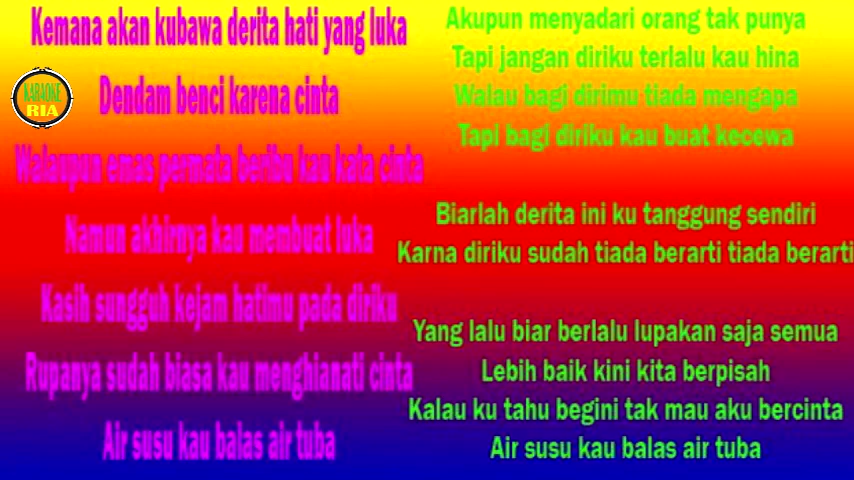 Kemana akan kubawa derita hati yang luka
KARAOKE
RIA
Dendam benci karena cinta
Walaupun emas permata beribu kau kata cinta
Namun akhirnya kau membuat luka
Kasih sungguh kejam hatimu pada diriku
Rupanya sudah biasa kau menghianati cinta
Air susu kau balas air tuba
Akupun menyadari orang tak punya
Tapi jangan diriku terlalu kau hina
Walau bagi dirimu tiada mengapa
Tapi bagi diriku kau buat kecewa
Biarlah derita ini ku tanggung sendiri
Karna diriku sudah tiada berarti tiada berarti
Yang lalu biar berlalu lupakan saja semua
Lebih baik kini kita berpisah
Kalau ku tahu begini tak mau aku bercinta
Air susu kau balas air tuba